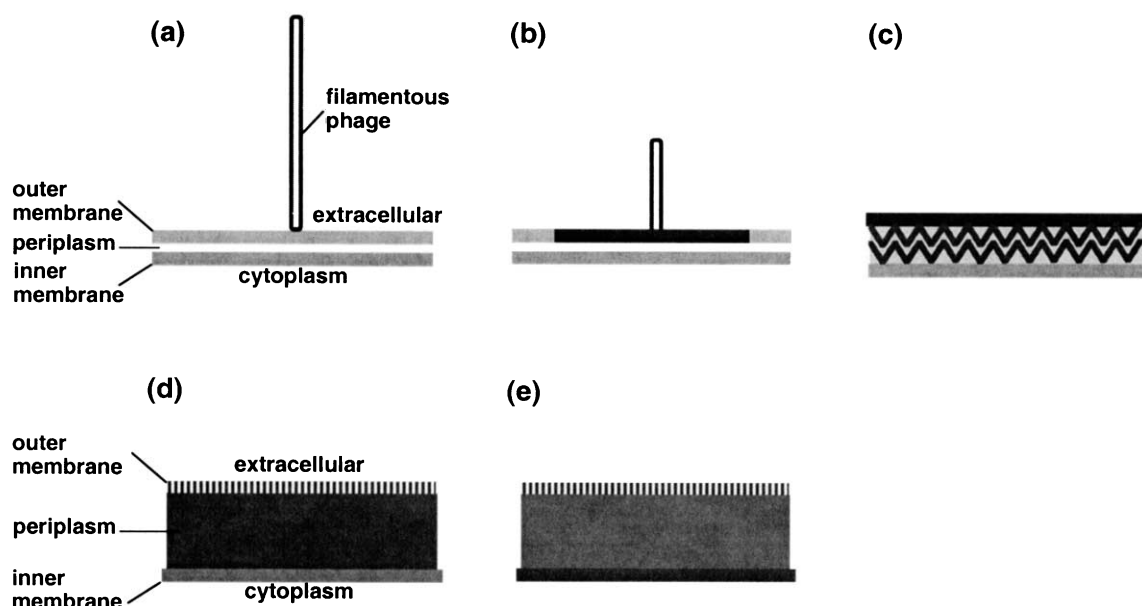 (a)
(b)
(c)
filamentous
phage
outer
membrane
extracellular
periplasm
inner
membrane
cytoplasm
(d)
(e)
outer
membrane
extracellular
periplasm
inner
membrane
cytoplasm